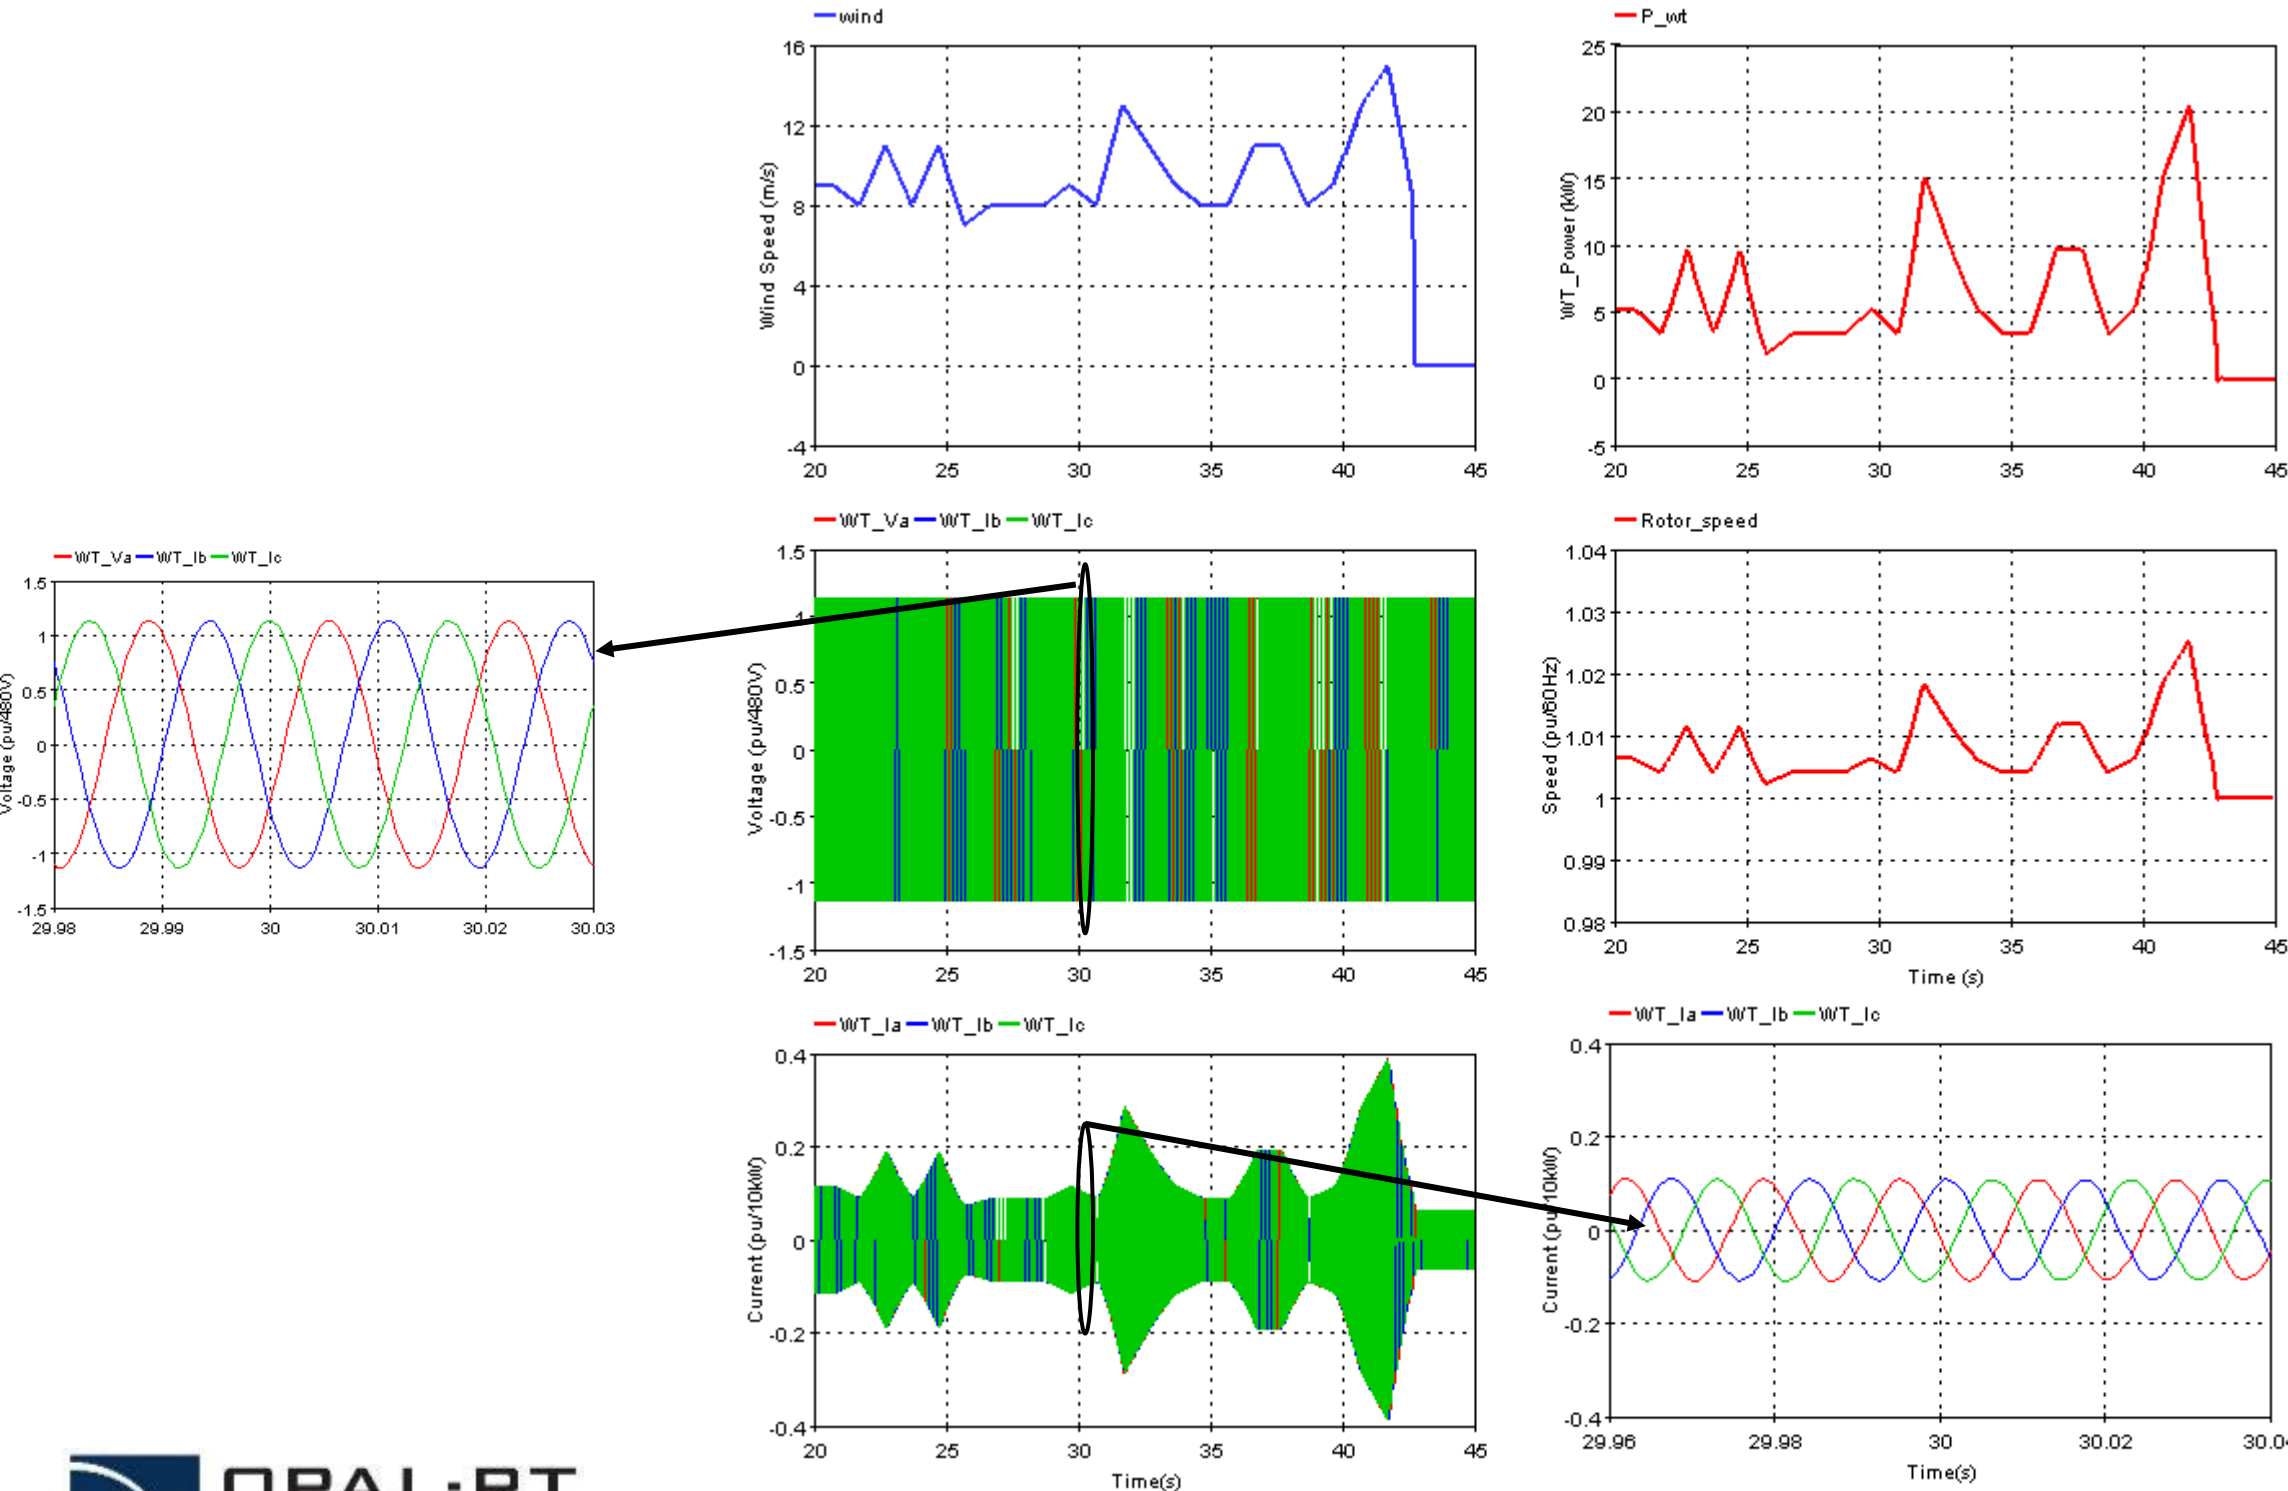 wind
16
12
8
4
0
-4
Wind Speed (m/s)
20 25 30 35 40 45
P_wt
25
20
15
10
5
0
-5
WT_Power (kW)
20 25 30 35 40 45
WT_Va WT_Ib WT_Ic
1.5
1
0.5
0
-0.5
-1
-1.5
Voltage (pu/480V)
29.98 29.99 30 30.01 30.02 30.03
WT_Va WT_Ib WT_Ic
1.5
1
0.5
0
-0.5
-1
-1.5
Voltage (pu/480V)
20 25 30 35 40 45
Rotor_speed
1.04
1.03
1.02
1.01
1
0.99
0.98
Speed (pu/60Hz)
20 25 30 35 40 45
Time (s)
WT_Ia WT_Ib WT_Ic
0.4
0.2
0
-0.2
-0.4
Current (pu/10kW)
20 25 30 35 40 45
Time(s)
WT_Ia WT_Ib WT_Ic
0.4
0.2
0
-0.2
-0.4
Current (pu/10kW)
29.96 29.98 30 30.02 30.04
Time(s)
OPAL-RT